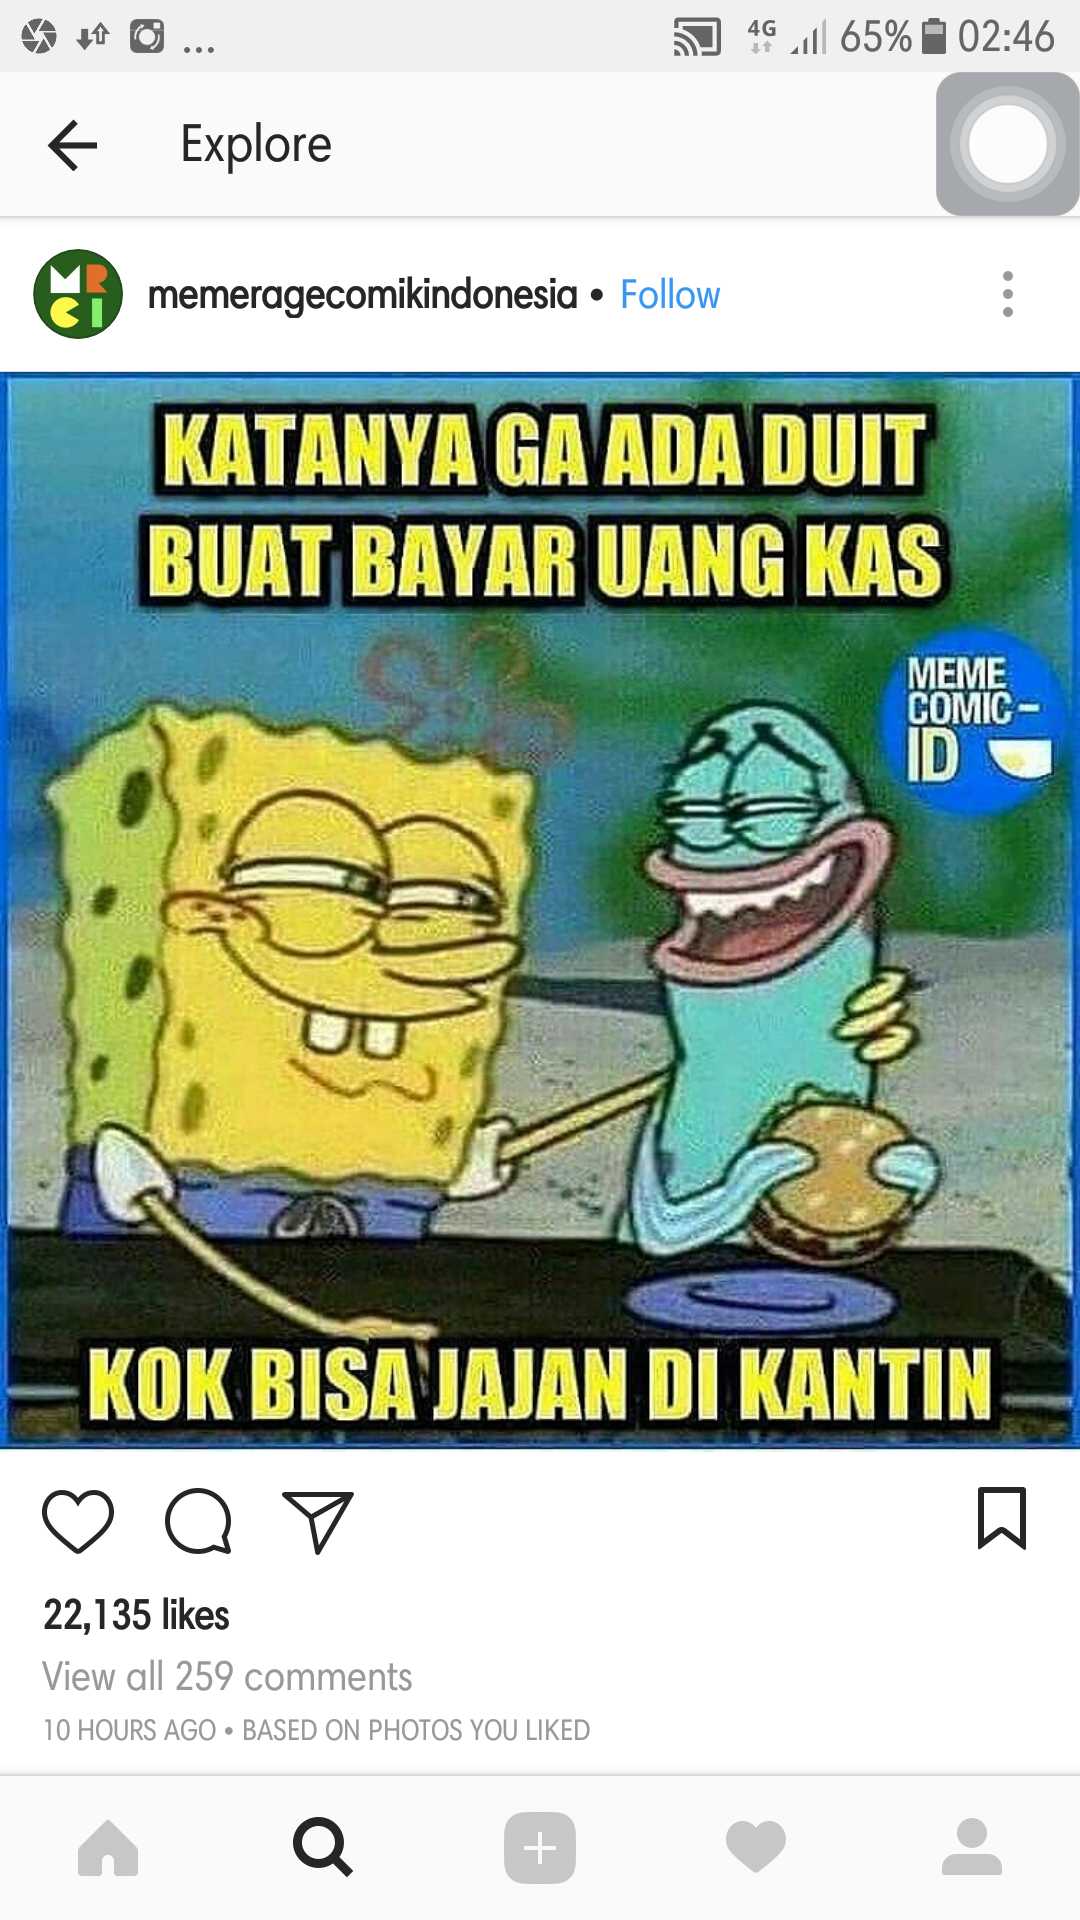 ... 4G 65% 02:46
Explore
MR
CI
memeragecomikindonesia • Follow
KATANYA GA ADA DUIT
BUAT BAYAR UANG KAS
MEME
COMIC-
ID
KOK BISA JAJAN DI KANTIN
22,135 likes
View all 259 comments
10 HOURS AGO • BASED ON PHOTOS YOU LIKED